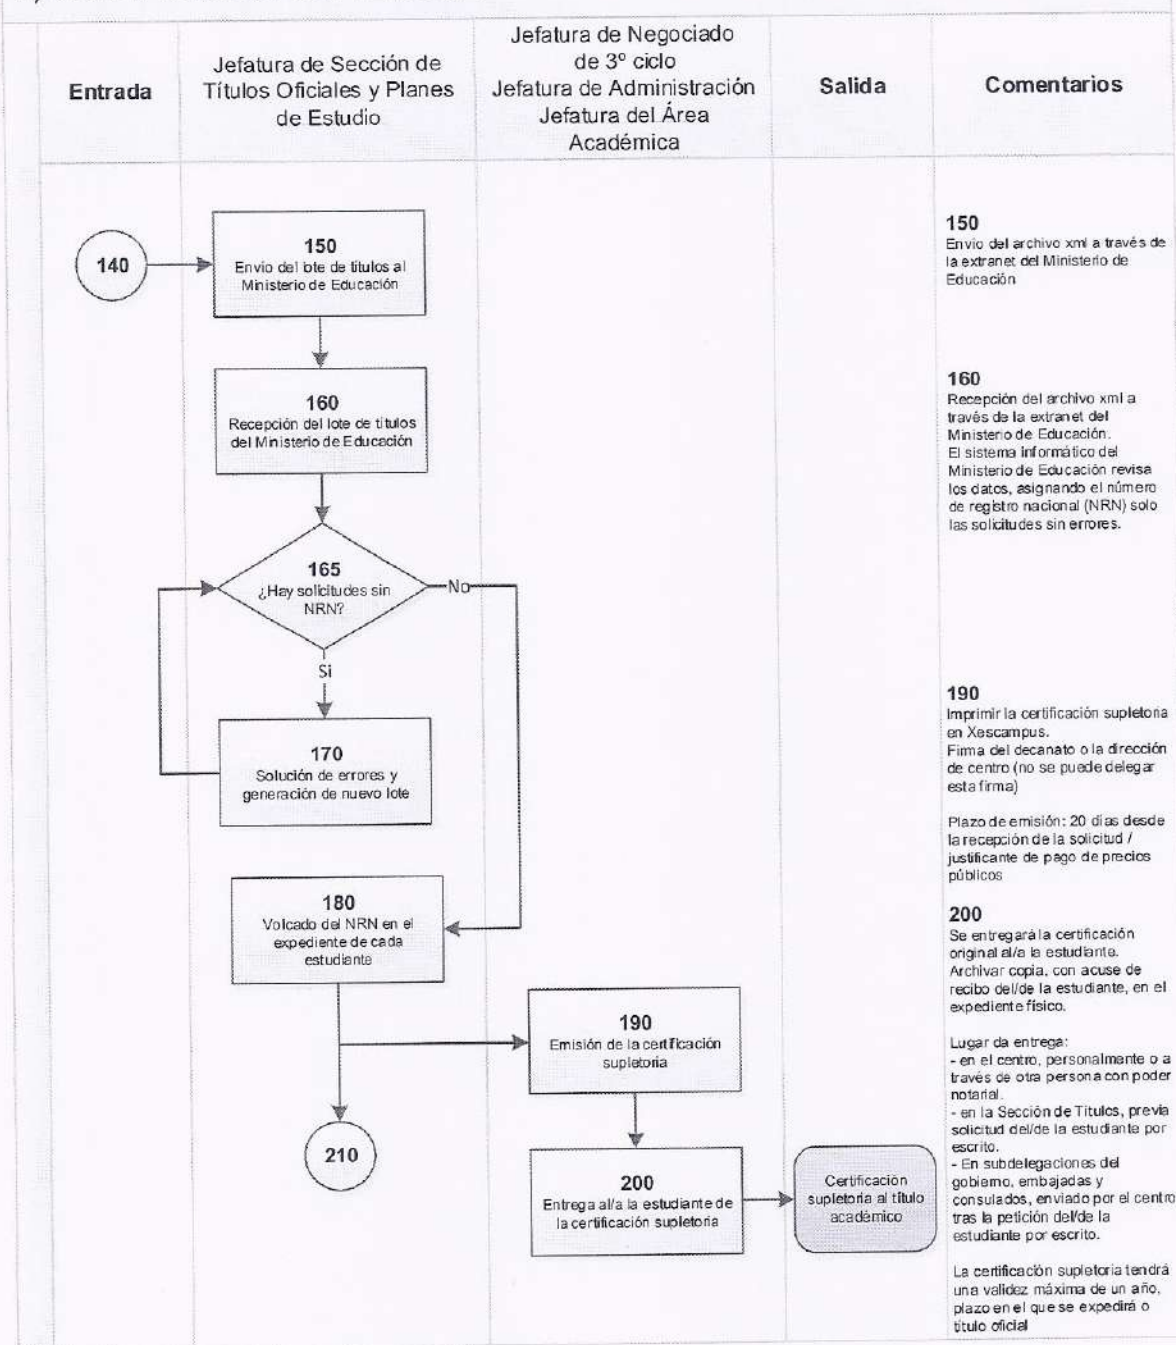 Entrada
Jefatura de Sección de
Títulos Oficiales y Planes
de Estudio
Jefatura de Negociado
de 3º ciclo
Jefatura de Administración
Jefatura del Área
Académica
Salida
Comentarios
140
150
Envio del lote de titulos al
Ministerio de Educación
160
Recepción del lote de titulos
del Ministerio de Educación
165
¿Hay solicitudes sin
NRN?
No
Si
170
Solución de errores y
generación de nuevo lote
180
Volcado del NRN en el
expediente de cada
estudiante
190
Emisión de la certificación
supletoria
210
200
Entrega al/a la estudiante de
la certificación supletoria
Certificación
supletoria al título
académico
150
Envio del archivo xml a través de
la extranet del Ministerio de
Educación
160
Recepción del archivo xml a
través de la extranet del
Ministerio de Educación.
El sistema informático del
Ministerio de Educación revisa
los datos, asignando el número
de registro nacional (NRN) solo
las solicitudes sin errores.
190
Imprimir la certificación supletoria
en Xescampus.
Firma del decanato o la dirección
de centro (no se puede delegar
esta firma)
Plazo de emisión: 20 días desde
la recepción de la solicitud /
justificante de pago de precios
públicos
200
Se entregará la certificación
original al/a la estudiante.
Archivar copia, con acuse de
recibo del/de la estudiante, en el
expediente físico.
Lugar da entrega:
- en el centro, personalmente o a
través de otra persona con poder
notarial.
- en la Sección de Títulos, previa
solicitud del/de la estudiante por
escrito.
- En subdelegaciones del
gobierno, embajadas y
consulados, enviado por el centro
tras la petición del/de la
estudiante por escrito.
La certificación supletoria tendrá
una validez máxima de un año,
plazo en el que se expedirá o
título oficial